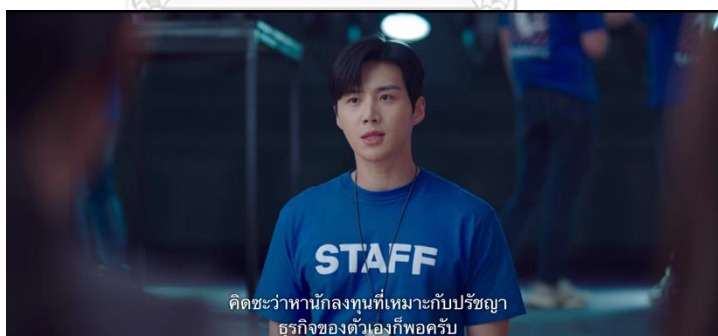 STAFF
คิดซะว่าหานักลงทุนที่เหมาะกับปรัชญา
ธุรกิจของตัวเองก็พอครับ